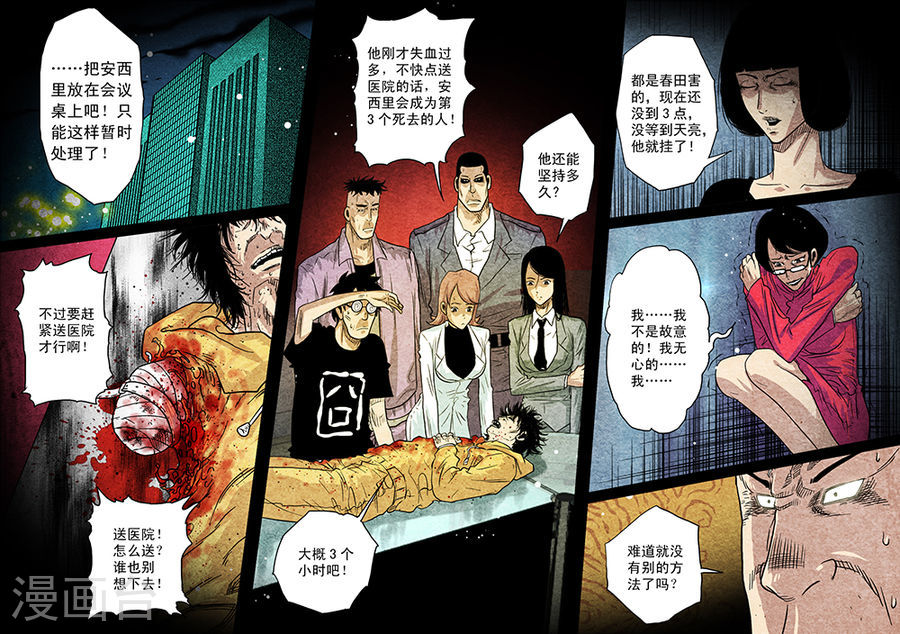 ……把安西
里放在会议
桌上吧！只
能这样暂时
处理了！
不过要赶
紧送医院
才行啊！
送医院！
怎么送？
谁也别
想下去！
他刚才失血过
多，不快点送
医院的话，安
西里会成为第
3个死去的人！
他还能
坚持多
久？
囧
大概3个
小时吧！
都是春田害
的，现在还
没到3点，
没等到天亮，
他就挂了！
我……我
不是故意
的！我无
心的……
我……
难道就没
有别的方
法了吗？
漫画台